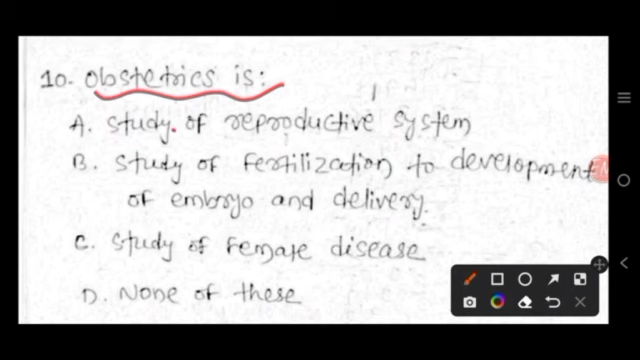 10. Obstetrics is:
A. Study of reproductive system
B. Study of Fertilization to development
of embryo and delivery.
C. Study of Female disease
D. None of these